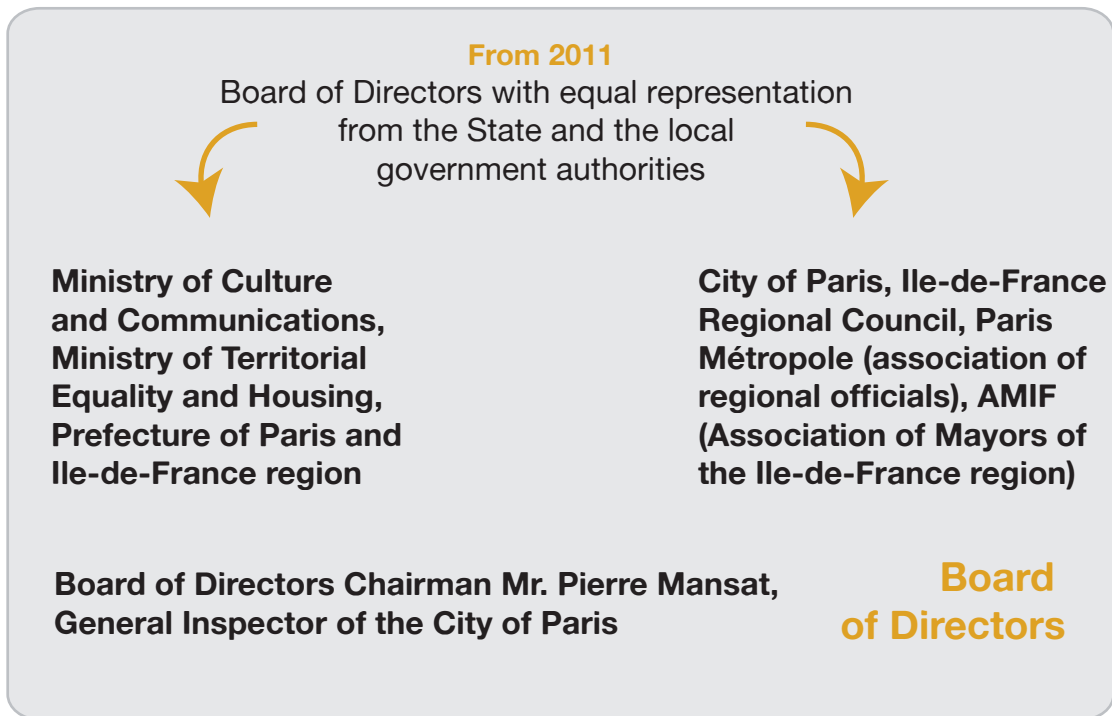 From 2011
Board of Directors with equal representation
from the State and the local
government authorities
Ministry of Culture
and Communications,
Ministry of Territorial
Equality and Housing,
Prefecture of Paris and
Ile-de-France region
City of Paris, Ile-de-France
Regional Council, Paris
Métropole (association of
regional officials), AMIF
(Association of Mayors of
the Ile-de-France region)
Board of Directors Chairman Mr. Pierre Mansat,
General Inspector of the City of Paris
Board
of Directors